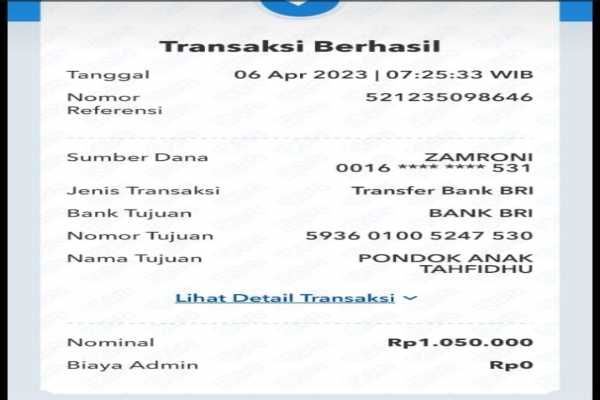 Transaksi Berhasil
Tanggal 06 Apr 2023 | 07:25:33 WIB
Nomor Referensi 521235098646
Sumber Dana ZAMRONI
0016 **** **** 531
Jenis Transaksi Transfer Bank BRI
Bank Tujuan BANK BRI
Nomor Tujuan 5936 0100 5247 530
Nama Tujuan PONDOK ANAK
TAHFIDHU
Lihat Detail Transaksi
Nominal Rp1.050.000
Biaya Admin Rp0